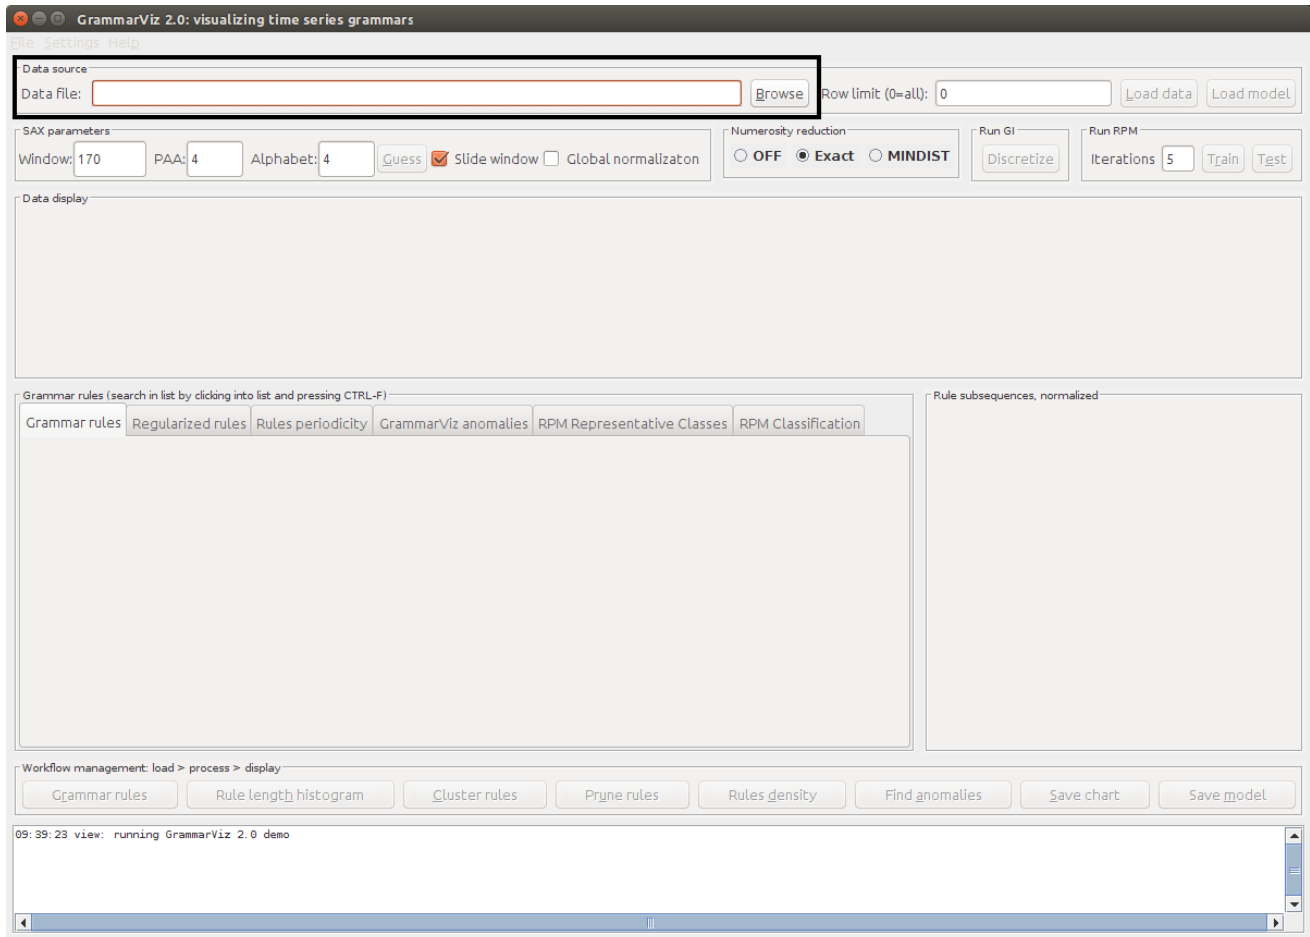 GrammarViz 2.0: visualizing time series grammars
File Settings Help
Data source
Data file: Browse Row limit (0=all): 0 Load data Load model
SAX parameters Numerosity reduction Run GI Run RPM
Window: 170 PAA: 4 Alphabet: 4 Guess Slide window Global normalizaton OFF Exact MINDIST Discretize Iterations 5 Train Test
Data display
Grammar rules (search in list by clicking into list and pressing CTRL-F) Rule subsequences, normalized
Grammar rules Regularized rules Rules periodicity GrammarViz anomalies RPM Representative Classes RPM Classification
Workflow management: load > process > display
Grammar rules Rule length histogram Cluster rules Prune rules Rules density Find anomalies Save chart Save model
09:39:23 view: running GrammarViz 2.0 demo